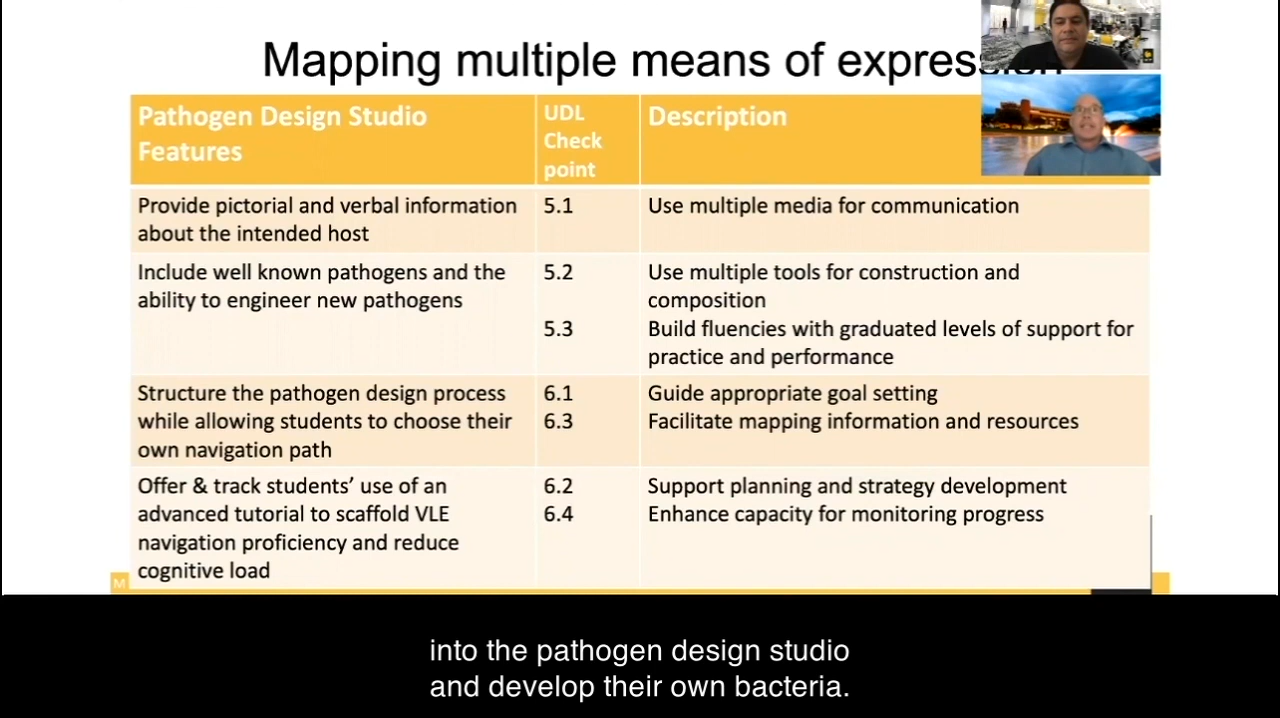 Mapping multiple means of expression
Pathogen Design Studio
Features
UDL
Check
point
Description
Provide pictorial and verbal information
about the intended host
5.1
Use multiple media for communication
Include well known pathogens and the
ability to engineer new pathogens
5.2
Use multiple tools for construction and
composition
5.3
Build fluencies with graduated levels of support for
practice and performance
Structure the pathogen design process
while allowing students to choose their
own navigation path
6.1
Guide appropriate goal setting
6.3
Facilitate mapping information and resources
Offer & track students’ use of an
advanced tutorial to scaffold VLE
navigation proficiency and reduce
cognitive load
6.2
Support planning and strategy development
6.4
Enhance capacity for monitoring progress
M
into the pathogen design studio
and develop their own bacteria.